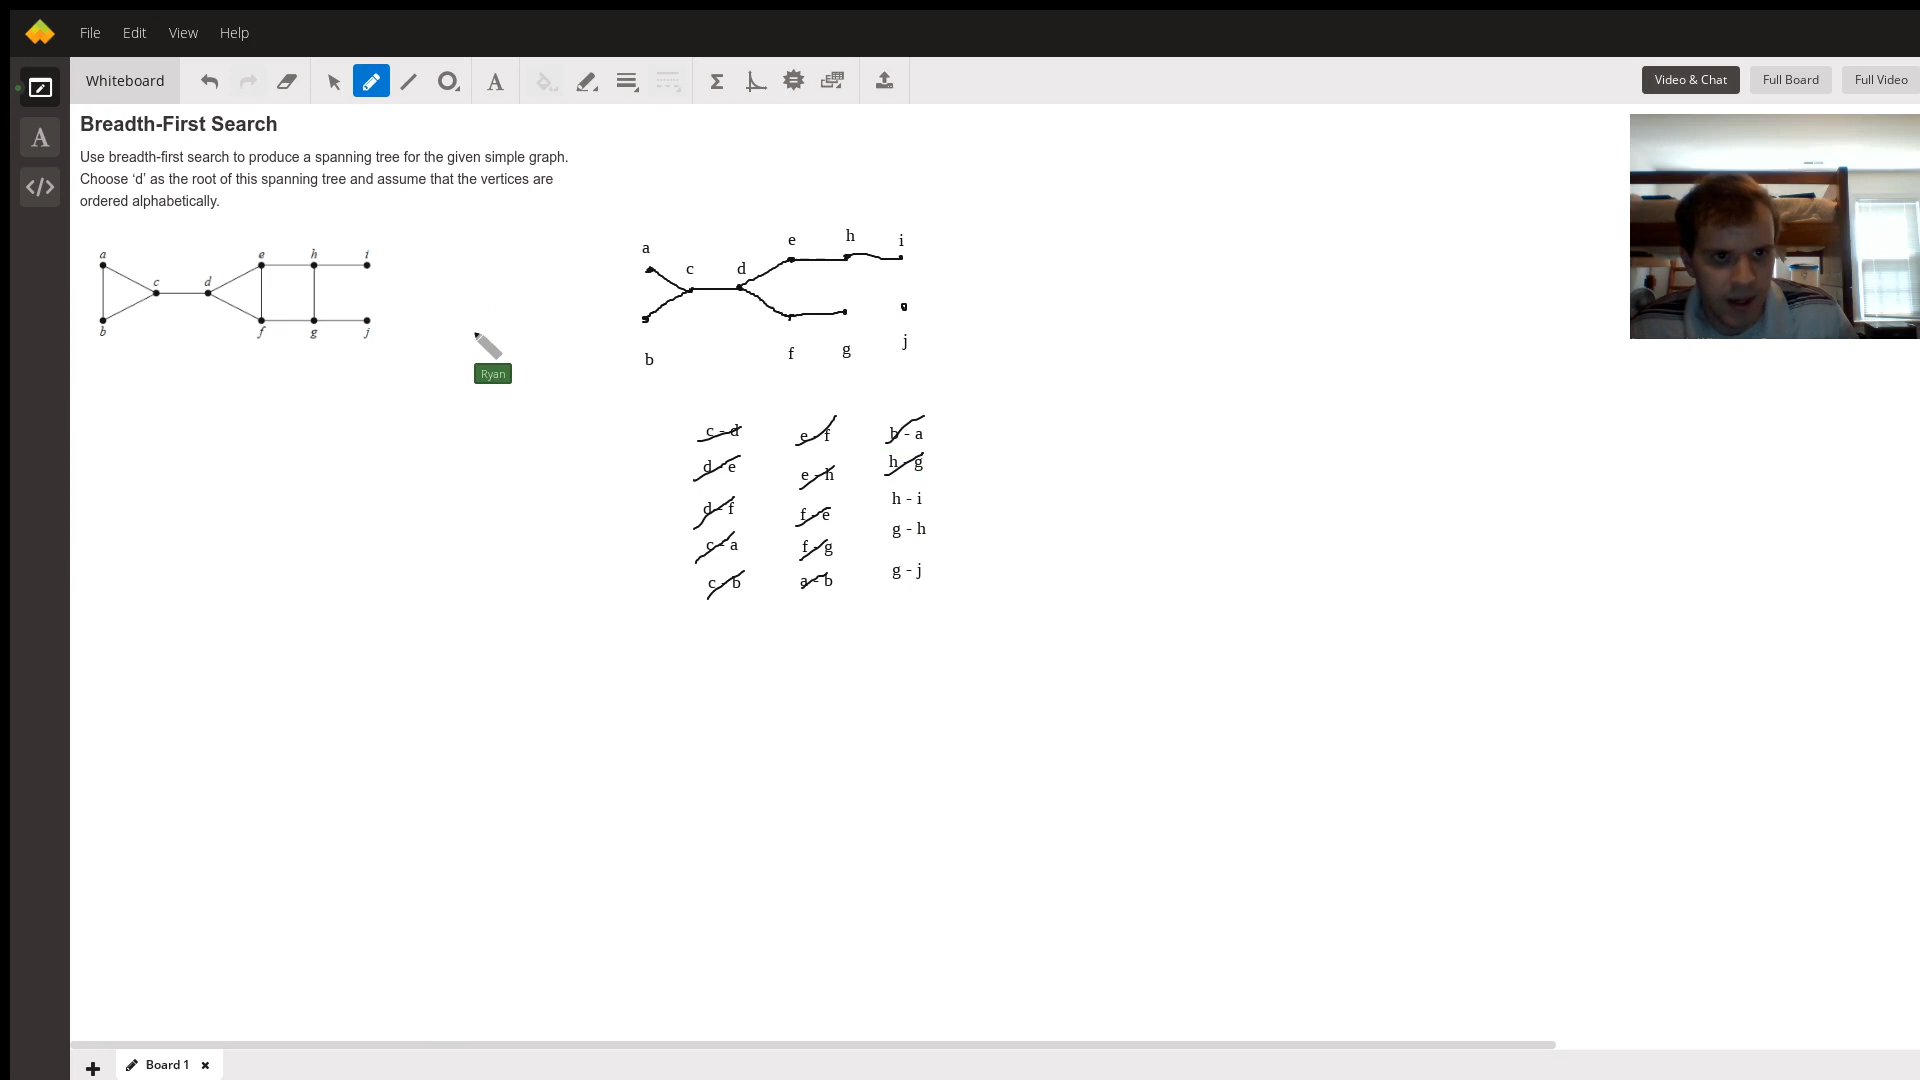 File Edit View Help
Whiteboard A Σ Video & Chat Full Board Full Video
A
</>
Breadth-First Search
Use breadth-first search to produce a spanning tree for the given simple graph.
Choose ‘d’ as the root of this spanning tree and assume that the vertices are
ordered alphabetically.
a e h i
c d
b f g j
Ryan
a e h i
c d
b f g j
c - d
d - e
d - f
c - a
c - b
e - f
e - h
f - e
f - g
a - b
b - a
h - g
h - i
g - h
g - j
Board 1